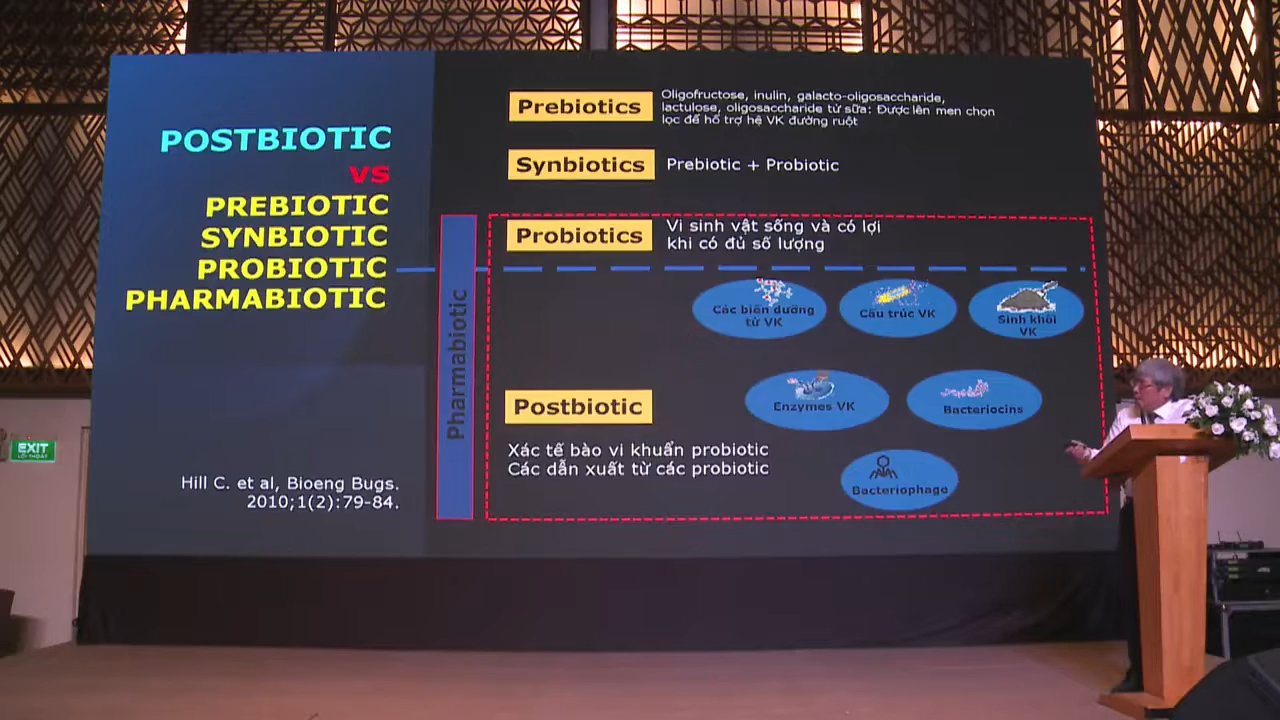 POSTBIOTIC
vs
PREBIOTIC
SYNBIOTIC
PROBIOTIC
PHARMABIOTIC
Hill C. et al, Bioeng Bugs.
2010;1(2):79-84.
Pharmabiotic
Prebiotics
Oligofructose, inulin, galacto-oligosaccharide,
lactulose, oligosaccharide từ sữa: Được lên men chọn
lọc để hỗ trợ hệ VK đường ruột
Synbiotics
Prebiotic + Probiotic
Probiotics
Vi sinh vật sống và có lợi
khi có đủ số lượng
Các biến dưỡng
từ VK
Cấu trúc VK
Sinh khối
VK
Enzymes VK
Bacteriocins
Postbiotic
Xác tế bào vi khuẩn probiotic
Các dẫn xuất từ các probiotic
Bacteriophage
EXIT
LỐI THOÁT